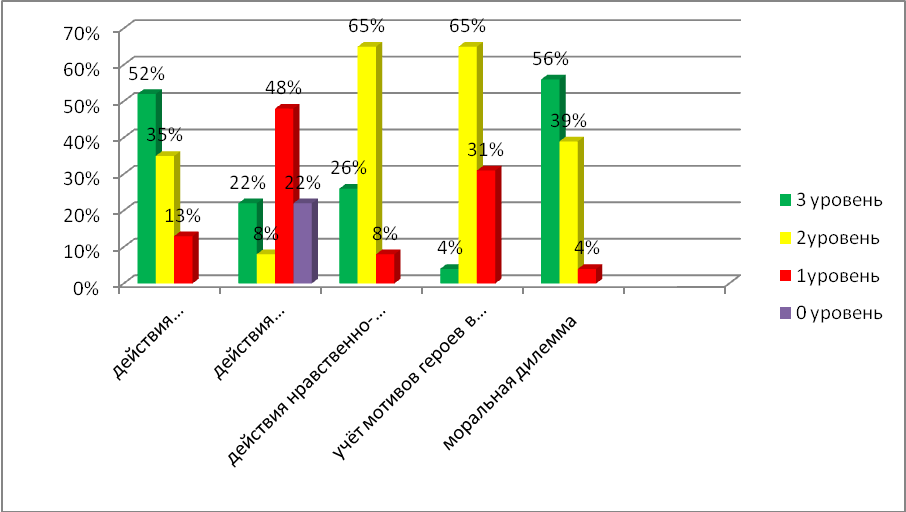 70%
60%
50%
40%
30%
20%
10%
0%
52%
35%
13%
22%
8%
48%
22%
26%
65%
8%
4%
65%
31%
56%
39%
4%
действия...
действия...
действия нравственно-...
учёт мотивов героев в...
моральная дилемма
3 уровень
2уровень
1уровень
0 уровень